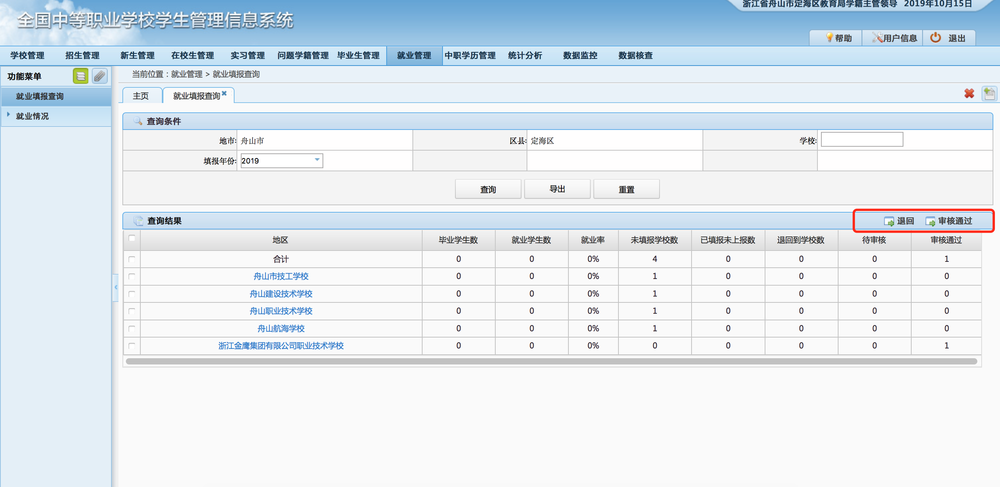 浙江省舟山市定海区教育局学籍主管领导 2019年10月15日
全国中等职业学校学生管理信息系统
帮助 用户信息 退出
学校管理 招生管理 新生管理 在校生管理 实习管理 问题学籍管理 毕业生管理 就业管理 中职学历管理 统计分析 数据监控 数据核查
功能菜单
就业填报查询
就业情况
当前位置：就业管理 > 就业填报查询
主页 就业填报查询
查询条件
地市: 舟山市 区县: 定海区 学校:
填报年份: 2019
查询 导出 重置
查询结果 退回 审核通过
地区 毕业学生数 就业学生数 就业率 未填报学校数 已填报未上报数 退回到学校数 待审核 审核通过
合计 0 0 0% 4 0 0 0 1
舟山市技工学校 0 0 0% 1 0 0 0 0
舟山建设技术学校 0 0 0% 1 0 0 0 0
舟山职业技术学校 0 0 0% 1 0 0 0 0
舟山航海学校 0 0 0% 1 0 0 0 0
浙江金鹰集团有限公司职业技术学校 0 0 0% 0 0 0 0 1